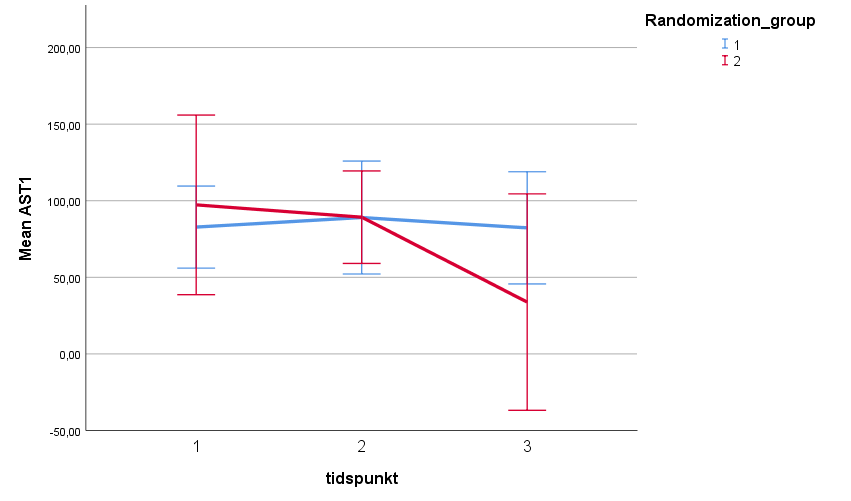 Randomization_group
1
2
200,00
150,00
100,00
50,00
0,00
-50,00
Mean AST1
1 2 3
tidspunkt